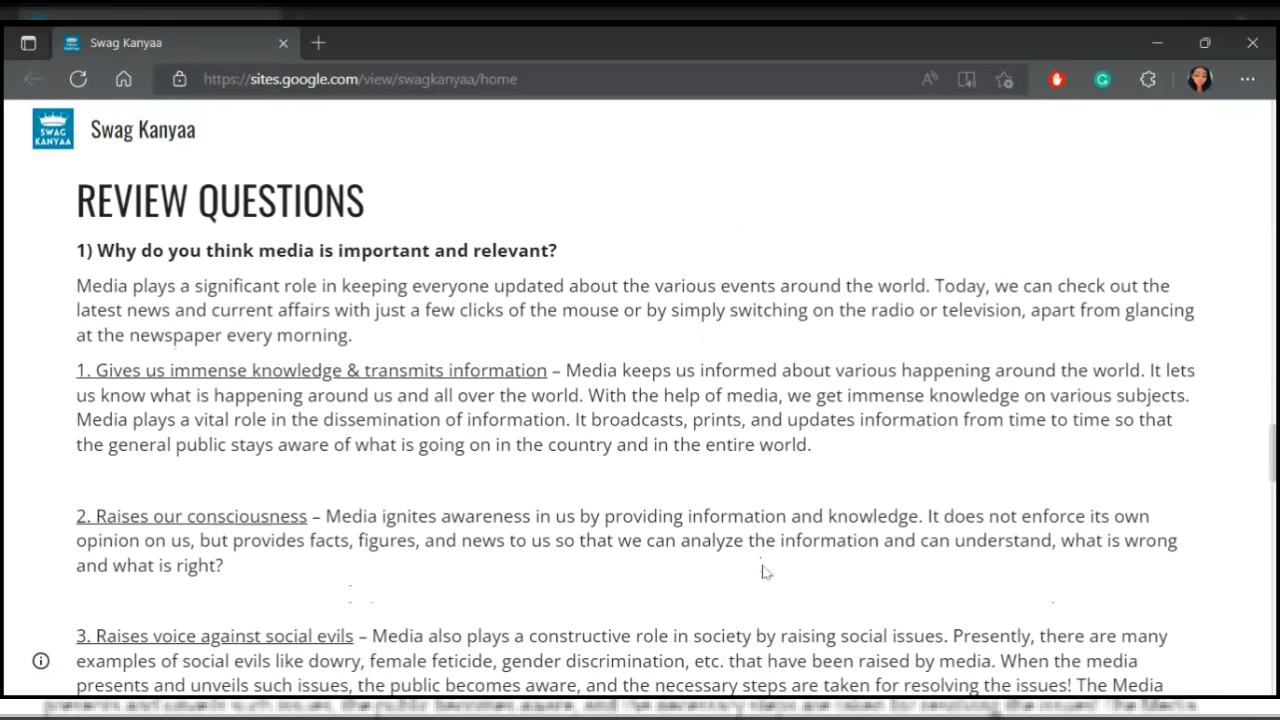 Swag Kanyaa
https://sites.google.com/view/swagkanyaa/home
SWAG
KANYAA
Swag Kanyaa
REVIEW QUESTIONS
1) Why do you think media is important and relevant?
Media plays a significant role in keeping everyone updated about the various events around the world. Today, we can check out the
latest news and current affairs with just a few clicks of the mouse or by simply switching on the radio or television, apart from glancing
at the newspaper every morning.
1. Gives us immense knowledge & transmits information – Media keeps us informed about various happening around the world. It lets
us know what is happening around us and all over the world. With the help of media, we get immense knowledge on various subjects.
Media plays a vital role in the dissemination of information. It broadcasts, prints, and updates information from time to time so that
the general public stays aware of what is going on in the country and in the entire world.
2. Raises our consciousness – Media ignites awareness in us by providing information and knowledge. It does not enforce its own
opinion on us, but provides facts, figures, and news to us so that we can analyze the information and can understand, what is wrong
and what is right?
3. Raises voice against social evils – Media also plays a constructive role in society by raising social issues. Presently, there are many
examples of social evils like dowry, female feticide, gender discrimination, etc. that have been raised by media. When the media
presents and unveils such issues, the public becomes aware, and the necessary steps are taken for resolving the issues! The Media